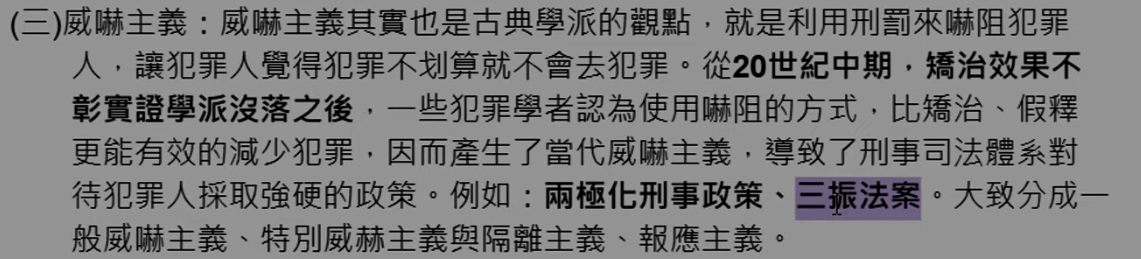 (三)威嚇主義：威嚇主義其實也是古典學派的觀點，就是利用刑罰來嚇阻犯罪
人，讓犯罪人覺得犯罪不划算就不會去犯罪。從20世紀中期，矯治效果不
彰實證學派沒落之後，一些犯罪學者認為使用嚇阻的方式，比矯治、假釋
更能有效的減少犯罪，因而產生了當代威嚇主義，導致了刑事司法體系對
待犯罪人採取強硬的政策。例如：兩極化刑事政策、三振法案。大致分成一
般威嚇主義、特別威赫主義與隔離主義、報應主義。